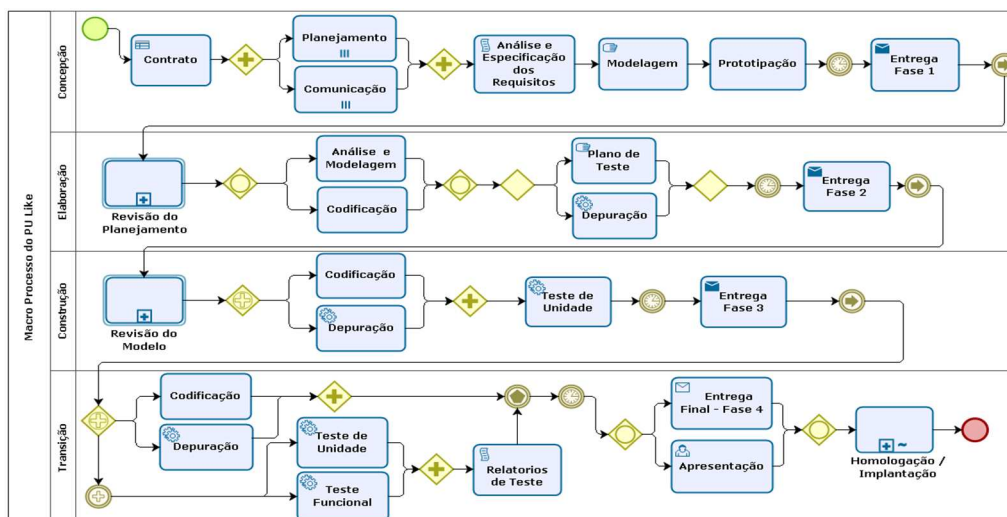 Macro Processo do PU Like
Concepção
Contrato
Planejamento
Comunicação
Análise e
Especificação
dos
Requisitos
Modelagem
Prototipação
Entrega
Fase 1
Elaboração
Revisão do
Planejamento
Análise e
Modelagem
Codificação
Plano de
Teste
Depuração
Entrega
Fase 2
Construção
Revisão do
Modelo
Codificação
Depuração
Teste de
Unidade
Entrega
Fase 3
Transição
Codificação
Depuração
Teste de
Unidade
Teste
Funcional
Relatorios
de Teste
Entrega
Final - Fase 4
Apresentação
Homologação /
Implantação